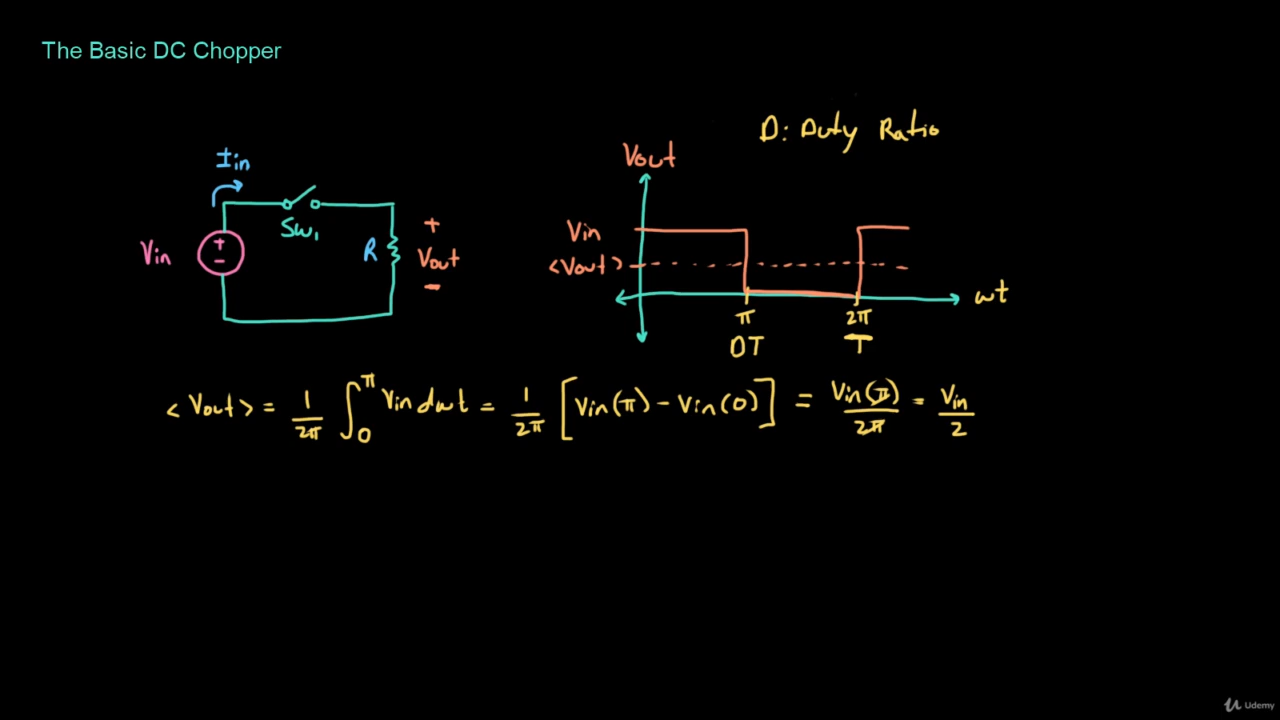 The Basic DC Chopper
D: Duty Ratio
Vout
Iin
SW1
Vin
R
+
Vout
-
+
-
Vin
<Vout>
ωt
π
2π
DT
T
<Vout> = 1/2π ∫₀^π Vin dωt = 1/2π [Vin(π) - Vin(0)] = Vin(π)/2π = Vin/2
Udemy